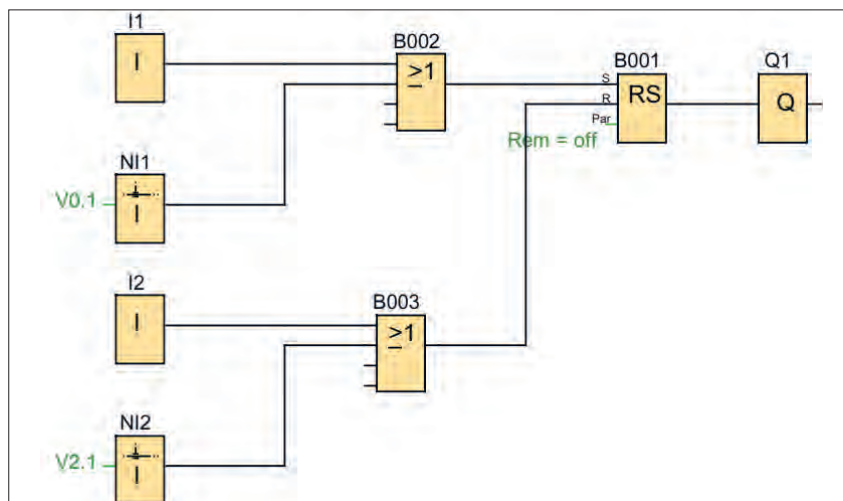 I1
I
B002
≥1
B001
S
R
Par
RS
Rem = off
Q1
Q
NI1
I
V0.1
I2
I
B003
≥1
NI2
I
V2.1